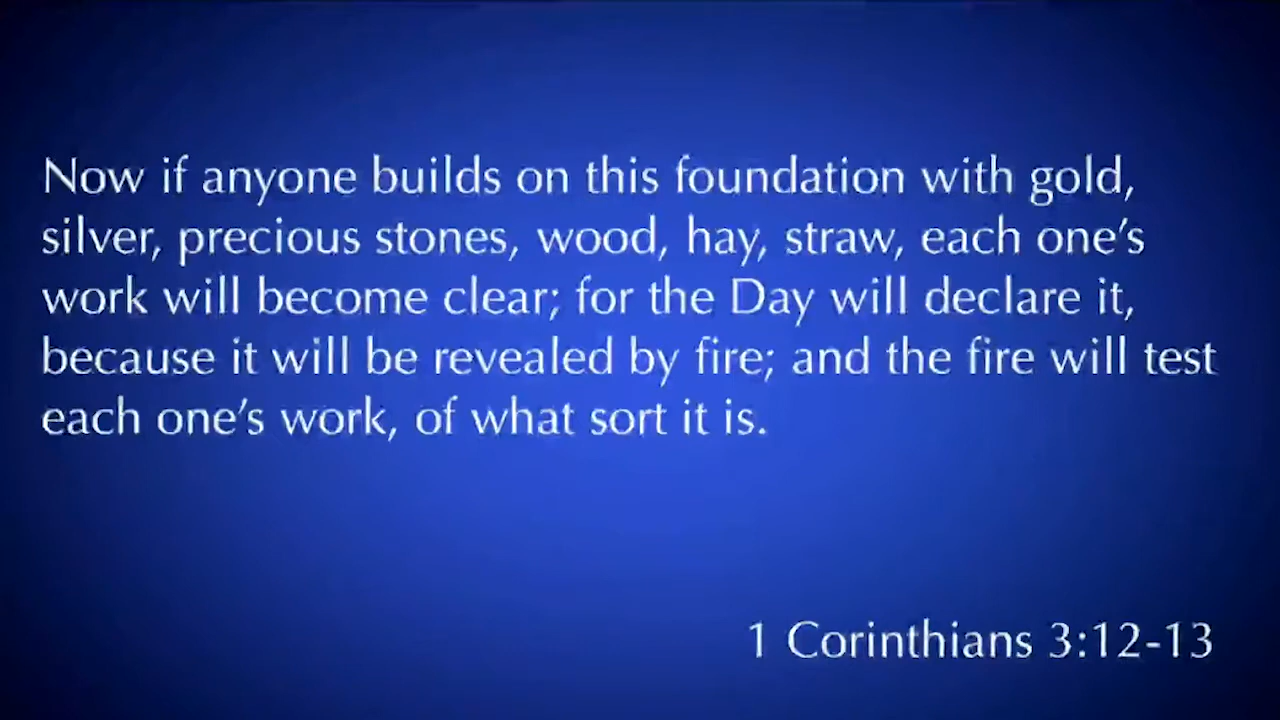 Now if anyone builds on this foundation with gold,
silver, precious stones, wood, hay, straw, each one’s
work will become clear; for the Day will declare it,
because it will be revealed by fire; and the fire will test
each one’s work, of what sort it is.
1 Corinthians 3:12-13